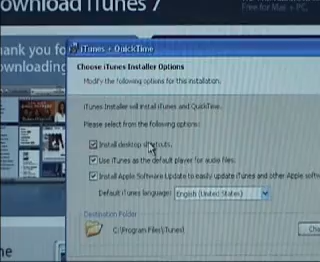 ownload iTunes 7
Free for Mac + PC.
ank you fo
ownloading
iTunes + QuickTime
Choose iTunes Installer Options
Modify the following options for this installation.
iTunes Installer will install iTunes and QuickTime.
Please select from the following options:
Install desktop shortcuts.
Use iTunes as the default player for audio files.
Install Apple Software Update to easily update iTunes and other Apple softw
Default iTunes language: English (United States)
Destination Folder
C:\Program Files\iTunes\
Cha
ne